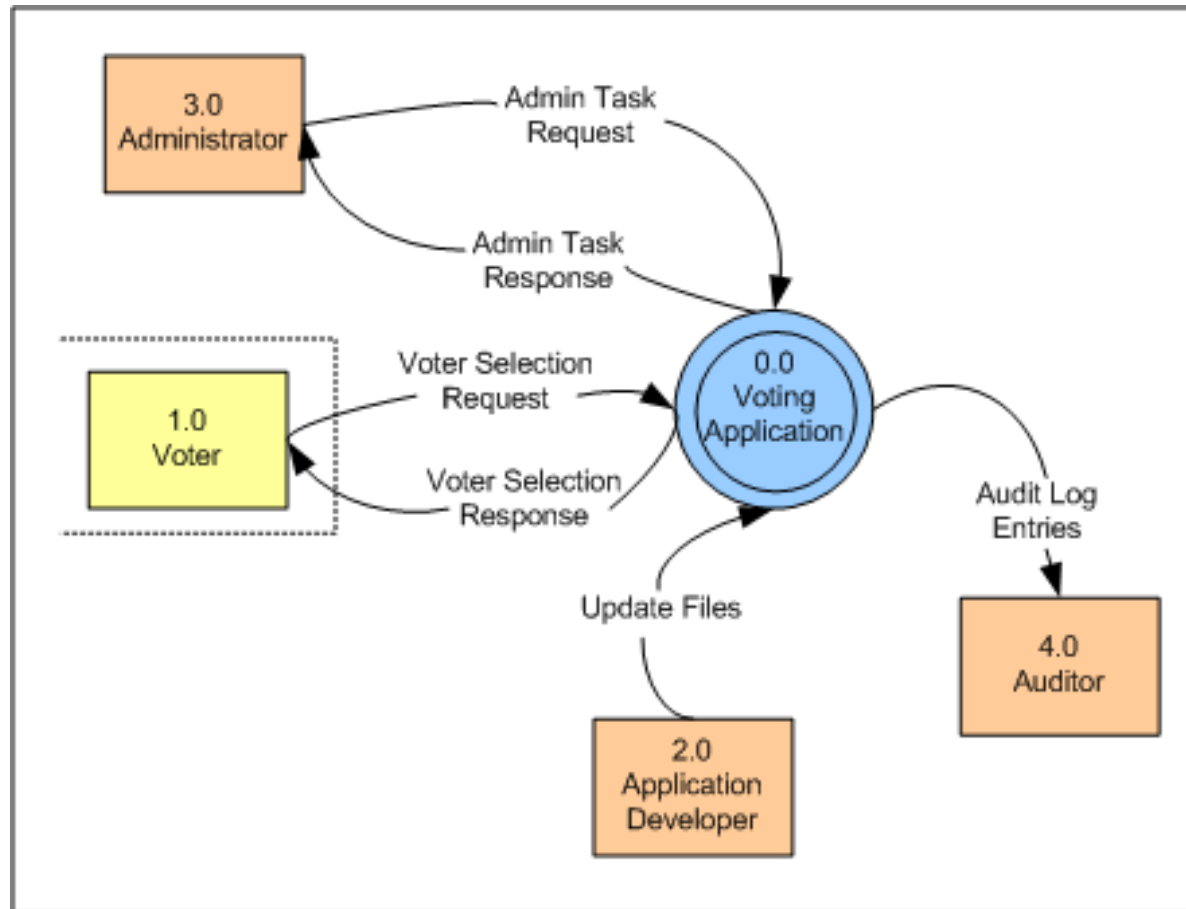 3.0
Administrator
Admin Task
Request
Admin Task
Response
1.0
Voter
Voter Selection
Request
Voter Selection
Response
0.0
Voting
Application
Audit Log
Entries
Update Files
4.0
Auditor
2.0
Application
Developer